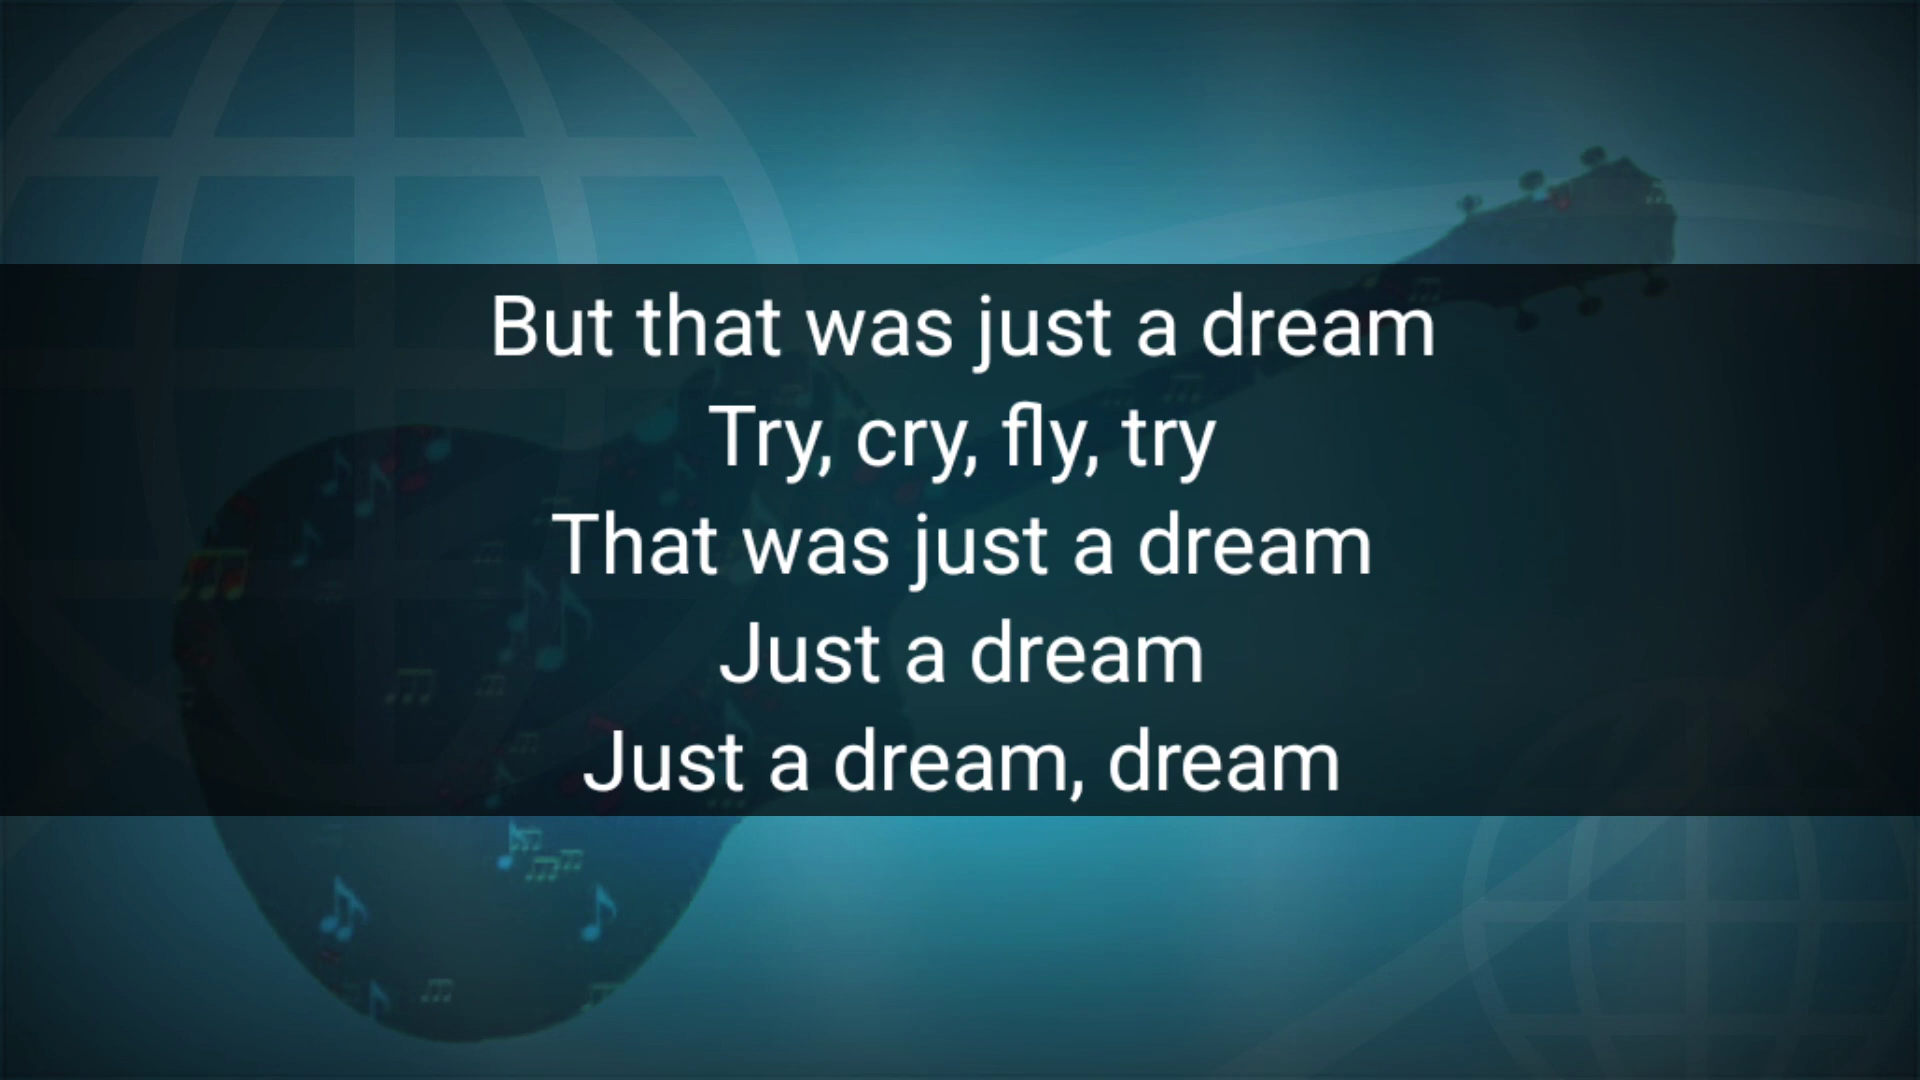 But that was just a dream
Try, cry, fly, try
That was just a dream
Just a dream
Just a dream, dream